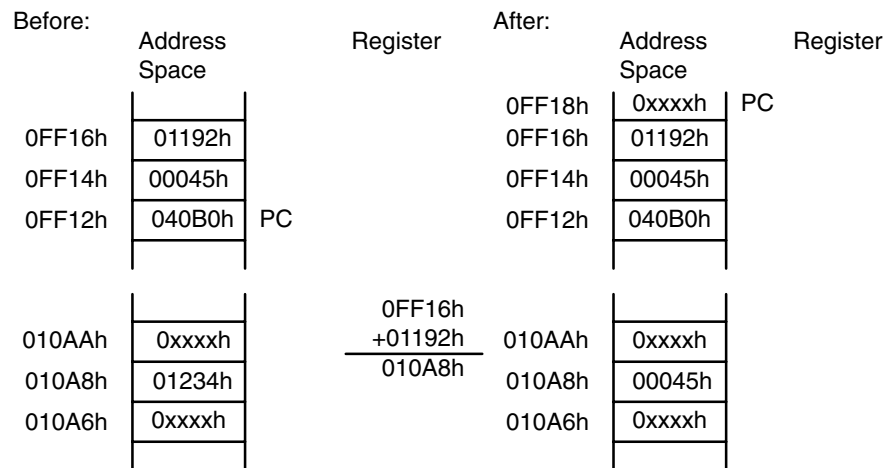 Before:
Address Space
Register
0FF16h 01192h
0FF14h 00045h
0FF12h 040B0h PC
010AAh 0xxxxh
010A8h 01234h
010A6h 0xxxxh
0FF16h
+01192h
010A8h
After:
Address Space
Register
0FF18h 0xxxxh PC
0FF16h 01192h
0FF14h 00045h
0FF12h 040B0h
010AAh 0xxxxh
010A8h 00045h
010A6h 0xxxxh